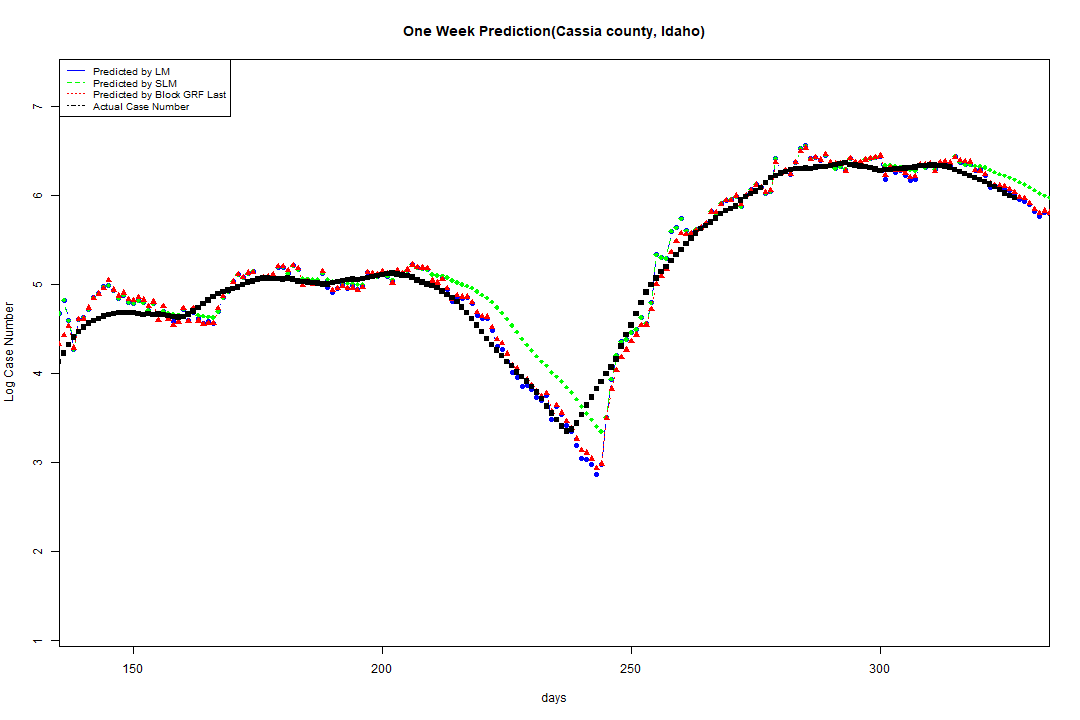 One Week Prediction(Cassia county, Idaho)
Predicted by LM
Predicted by SLM
Predicted by Block GRF Last
Actual Case Number
7
6
5
4
3
2
1
Log Case Number
150 200 250 300
days